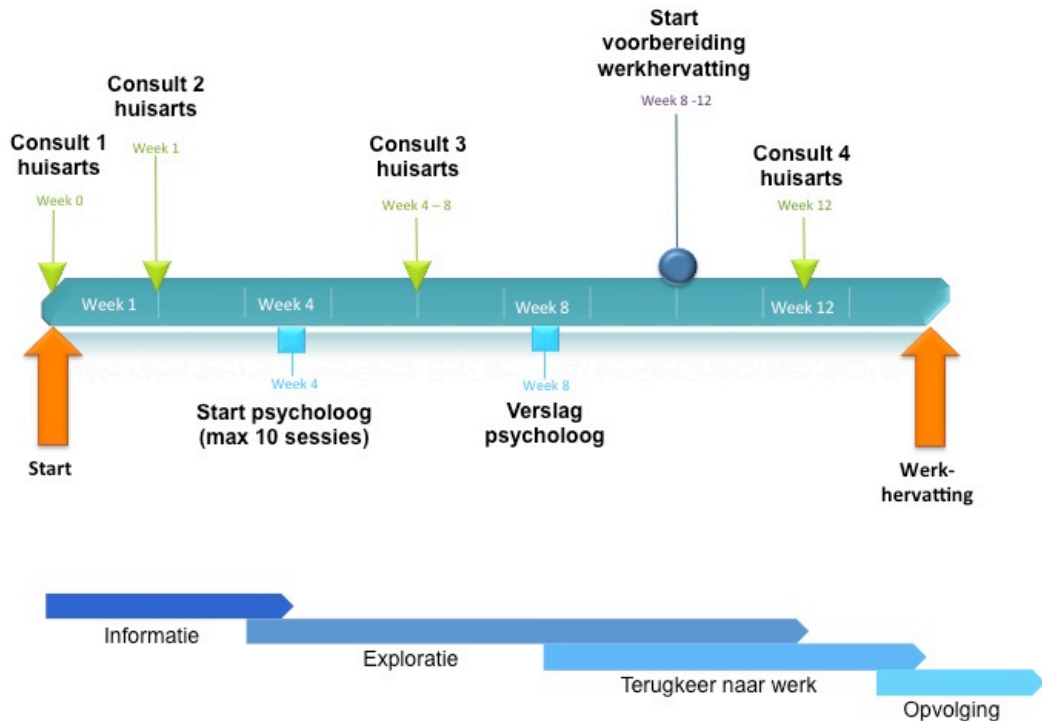 Start
voorbereiding
werkhervatting
Week 8 -12
Consult 2
huisarts
Week 1
Consult 1
huisarts
Week 0
Consult 3
huisarts
Week 4 – 8
Consult 4
huisarts
Week 12
Week 1
Week 4
Week 8
Week 12
Week 4
Start psycholoog
(max 10 sessies)
Week 8
Verslag
psycholoog
Start
Werk-
hervatting
Informatie
Exploratie
Terugkeer naar werk
Opvolging